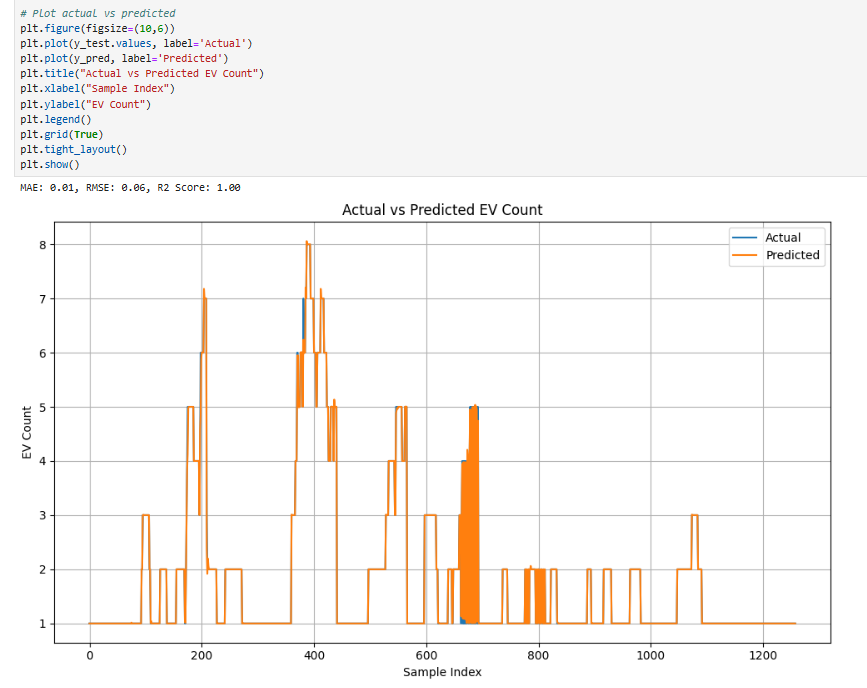 # Plot actual vs predicted
plt.figure(figsize=(10,6))
plt.plot(y_test.values, label='Actual')
plt.plot(y_pred, label='Predicted')
plt.title("Actual vs Predicted EV Count")
plt.xlabel("Sample Index")
plt.ylabel("EV Count")
plt.legend()
plt.grid(True)
plt.tight_layout()
plt.show()
MAE: 0.01, RMSE: 0.06, R2 Score: 1.00
Actual vs Predicted EV Count
Actual
Predicted
8
7
6
5
4
3
2
1
EV Count
0 200 400 600 800 1000 1200
Sample Index